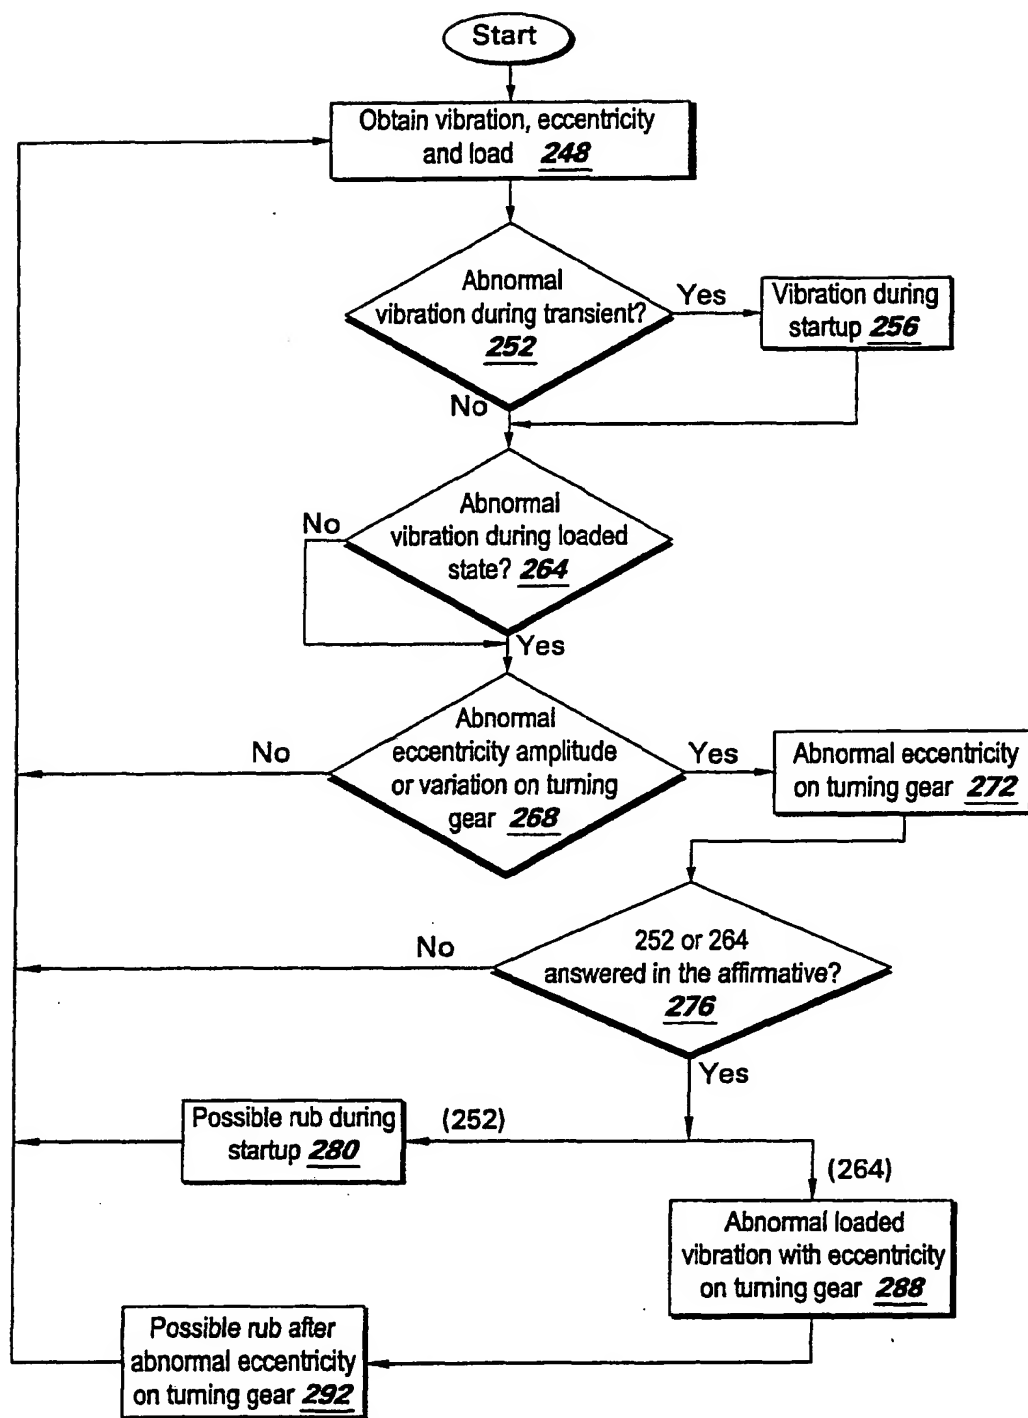 Start
Obtain vibration, eccentricity
and load 248
Abnormal
vibration during transient?
252
Yes
Vibration during
startup 256
No
Abnormal
vibration during loaded
state? 264
No
Yes
Abnormal
eccentricity amplitude
or variation on turning
gear 268
No
Yes
Abnormal eccentricity
on turning gear 272
252 or 264
answered in the affirmative?
276
No
Yes
(252)
Possible rub during
startup 280
(264)
Abnormal loaded
vibration with eccentricity
on turning gear 288
Possible rub after
abnormal eccentricity
on turning gear 292